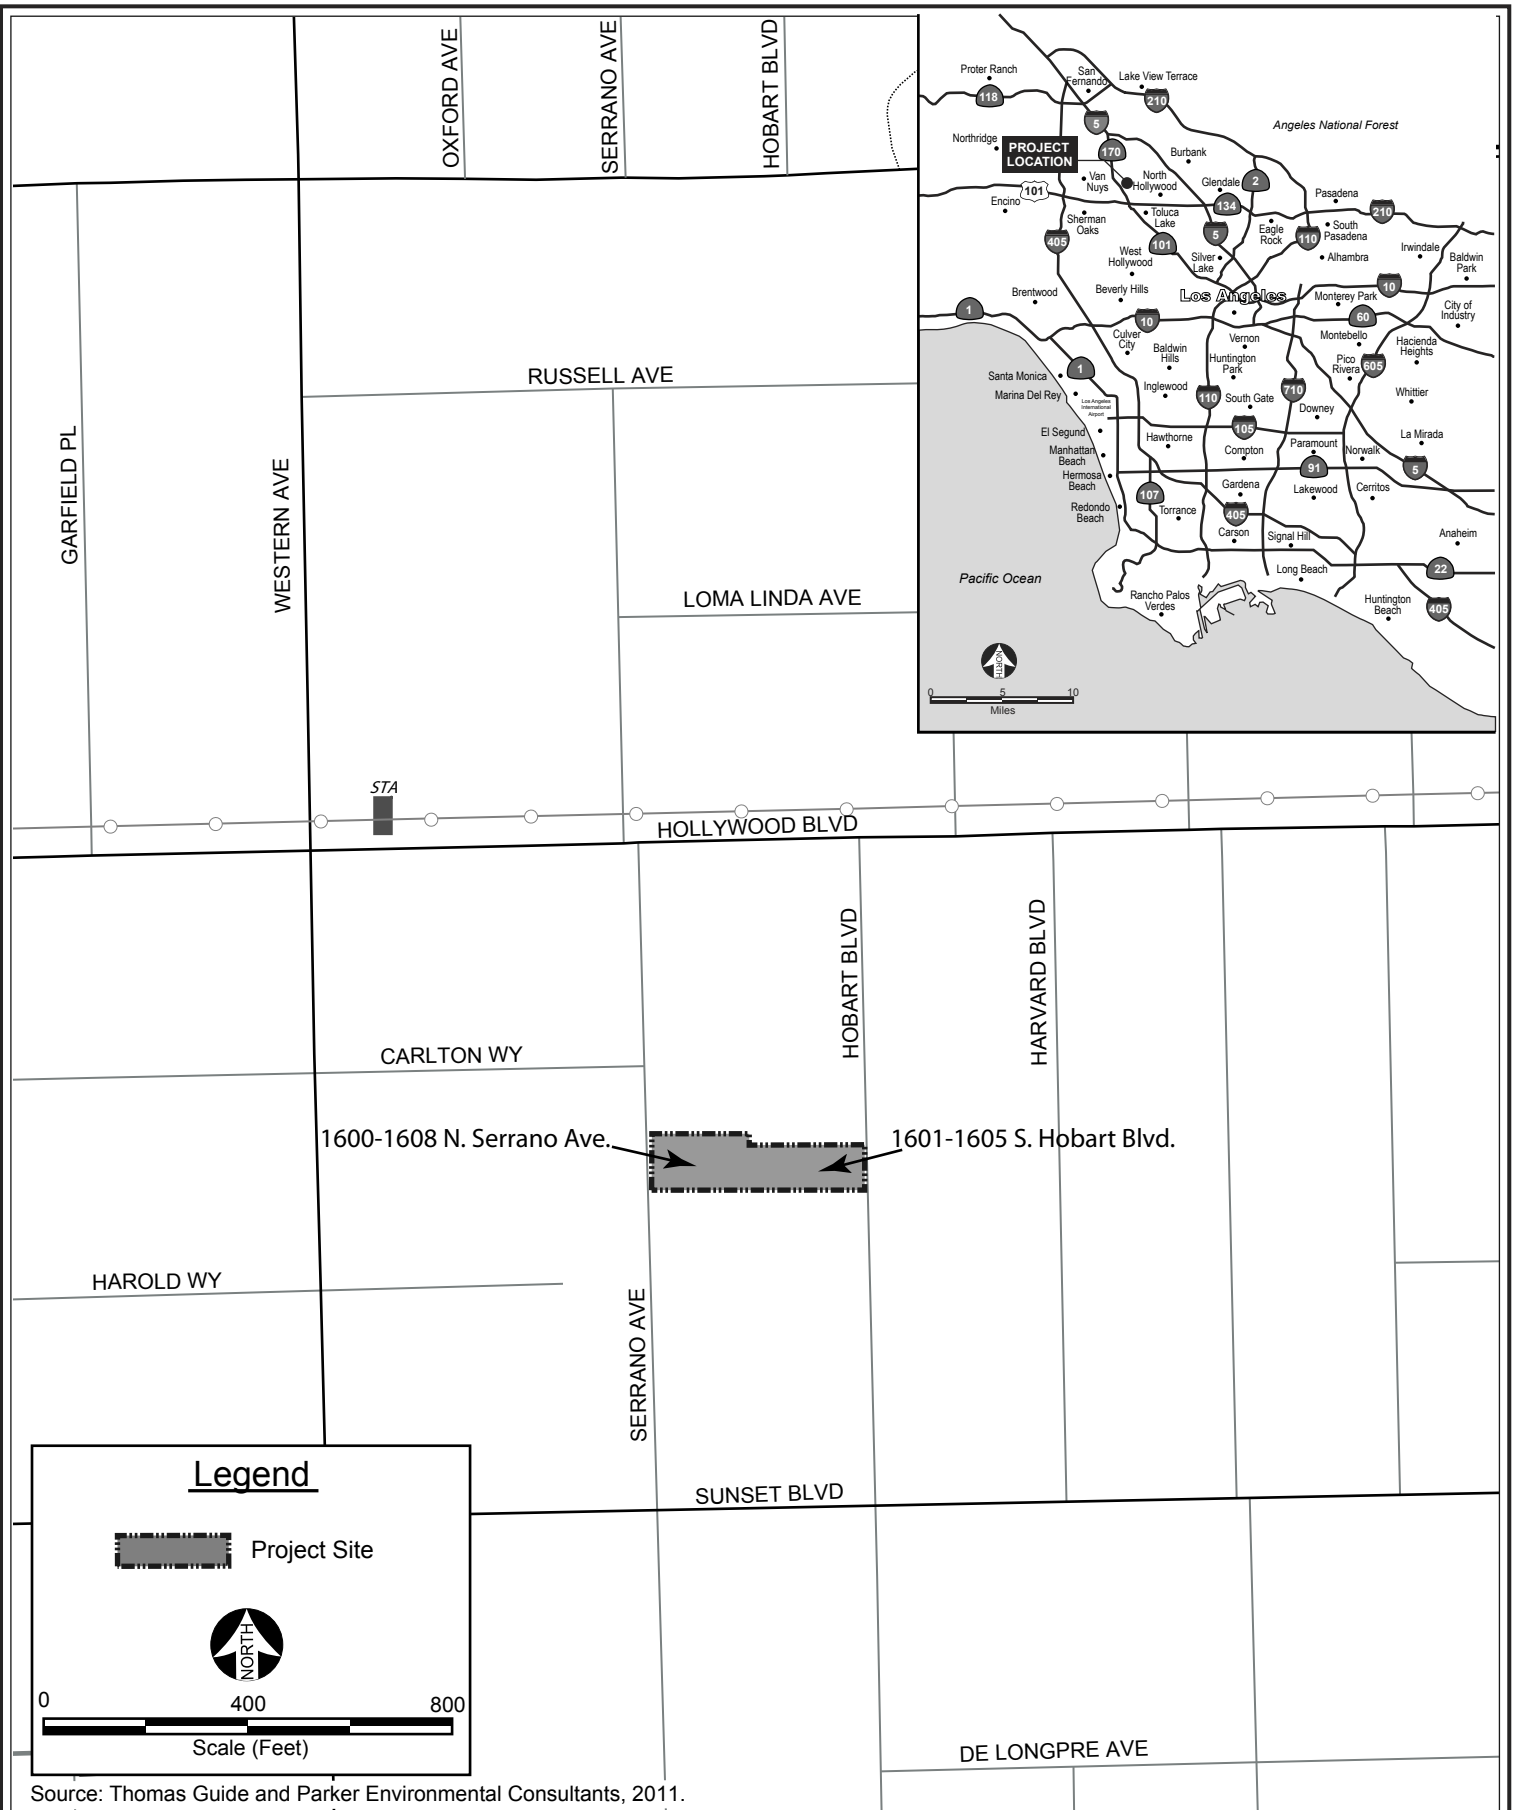 OXFORD AVE
SERRANO AVE
HOBART BLVD
GARFIELD PL
WESTERN AVE
RUSSELL AVE
LOMA LINDA AVE
STA
HOLLYWOOD BLVD
HOBART BLVD
HARVARD BLVD
CARLTON WY
1600-1608 N. Serrano Ave.
1601-1605 S. Hobart Blvd.
HAROLD WY
SERRANO AVE
SUNSET BLVD
DE LONGPRE AVE
Proter Ranch
San
Fernando
Lake View Terrace
118
210
5
Angeles National Forest
Northridge
PROJECT
LOCATION
170
Burbank
Van
Nuys
North
Hollywood
Glendale
2
Pasadena
101
Encino
134
210
Sherman
Oaks
Toluca
Lake
Eagle
Rock
South
Pasadena
405
101
5
110
Irwindale
West
Hollywood
Silver
Lake
Alhambra
Baldwin
Park
Brentwood
Beverly Hills
Los Angeles
Monterey Park
10
City of
Industry
1
10
60
Culver
City
Vernon
Montebello
Hacienda
Heights
Baldwin
Hills
Huntington
Park
Pico
Rivera
605
Santa Monica
1
Marina Del Rey
Los Angeles
International
Airport
Inglewood
110
South Gate
710
Downey
Whittier
El Segund
Hawthorne
105
Paramount
Norwalk
La Mirada
Manhattan
Beach
Compton
91
5
Hermosa
Beach
107
Gardena
Lakewood
Cerritos
Redondo
Beach
Torrance
405
Carson
Signal Hill
Anaheim
Pacific Ocean
Long Beach
22
Rancho Palos
Verdes
Huntington
Beach
405
NORTH
0 5 10
Miles
Legend
Project Site
NORTH
0 400 800
Scale (Feet)
Source: Thomas Guide and Parker Environmental Consultants, 2011.